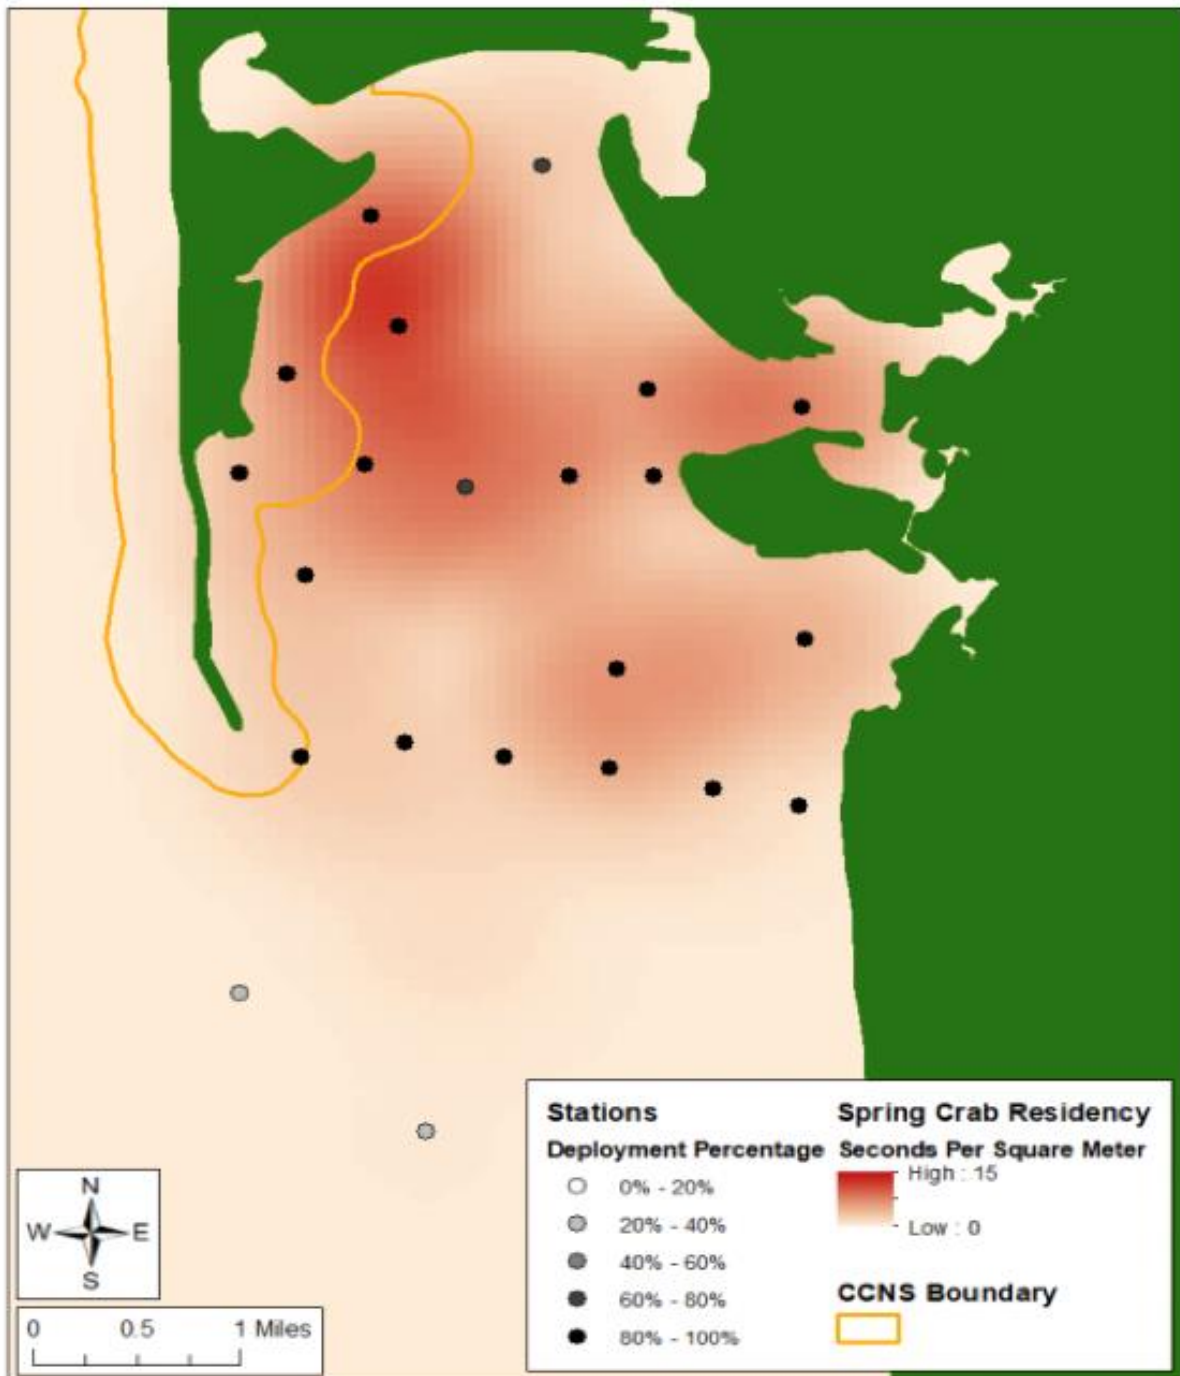 N
W E
S
0 0.5 1 Miles
Stations
Deployment Percentage
0% - 20%
20% - 40%
40% - 60%
60% - 80%
80% - 100%
Spring Crab Residency
Seconds Per Square Meter
High : 15
Low : 0
CCNS Boundary